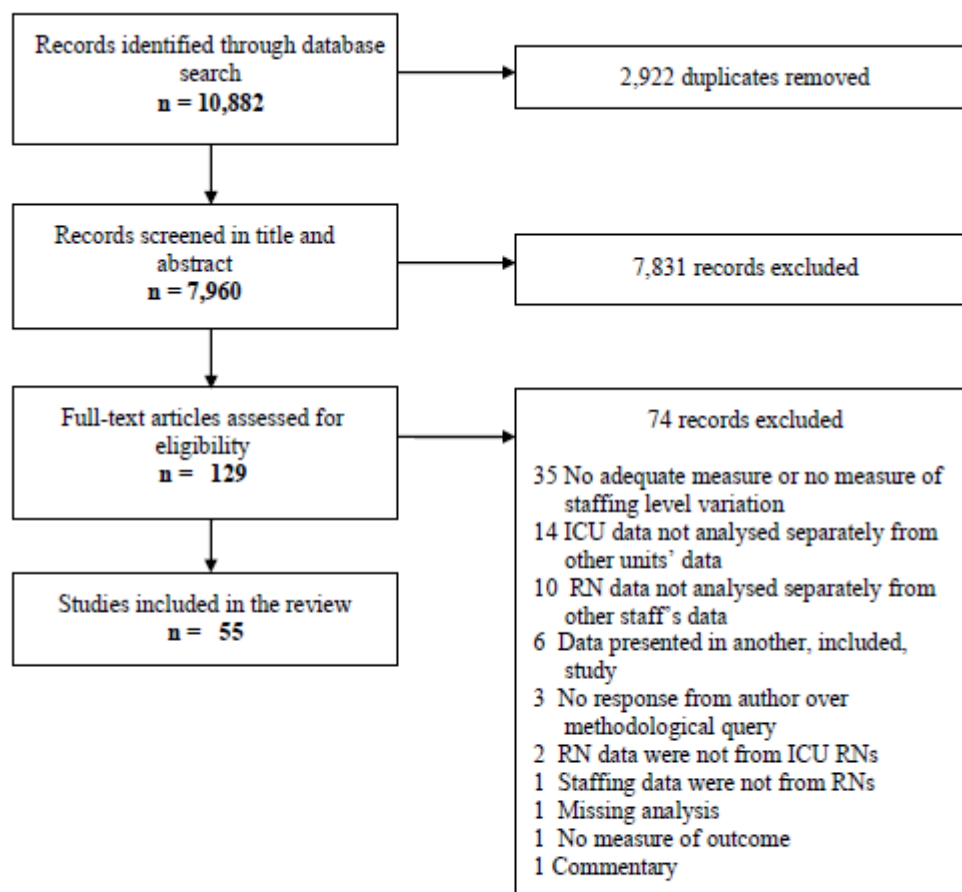 Records identified through database
search
n = 10,882
2,922 duplicates removed
Records screened in title and
abstract
n = 7,960
7,831 records excluded
Full-text articles assessed for
eligibility
n = 129
74 records excluded
35 No adequate measure or no measure of
staffing level variation
14 ICU data not analysed separately from
other units’ data
10 RN data not analysed separately from
other staff’s data
6 Data presented in another, included,
study
3 No response from author over
methodological query
2 RN data were not from ICU RNs
1 Staffing data were not from RNs
1 Missing analysis
1 No measure of outcome
1 Commentary
Studies included in the review
n = 55